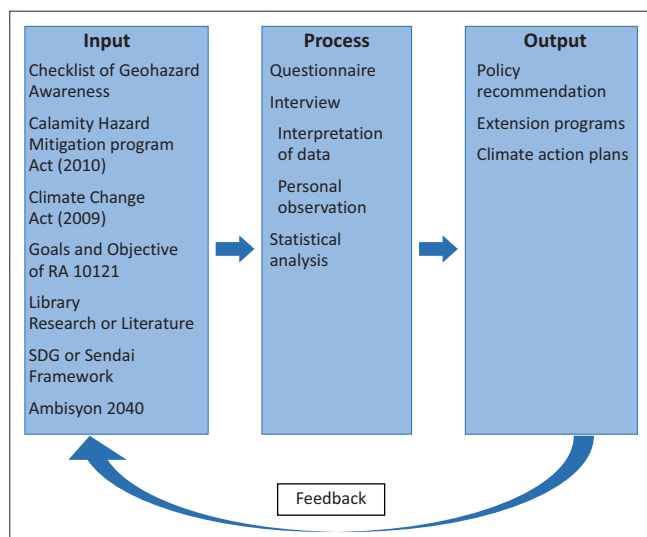 Input
Checklist of Geohazard
Awareness
Calamity Hazard
Mitigation program
Act (2010)
Climate Change
Act (2009)
Goals and Objective
of RA 10121
Library
Research or Literature
SDG or Sendai
Framework
Ambisyon 2040
Process
Questionnaire
Interview
Interpretation
of data
Personal
observation
Statistical
analysis
Output
Policy
recommendation
Extension programs
Climate action plans
Feedback